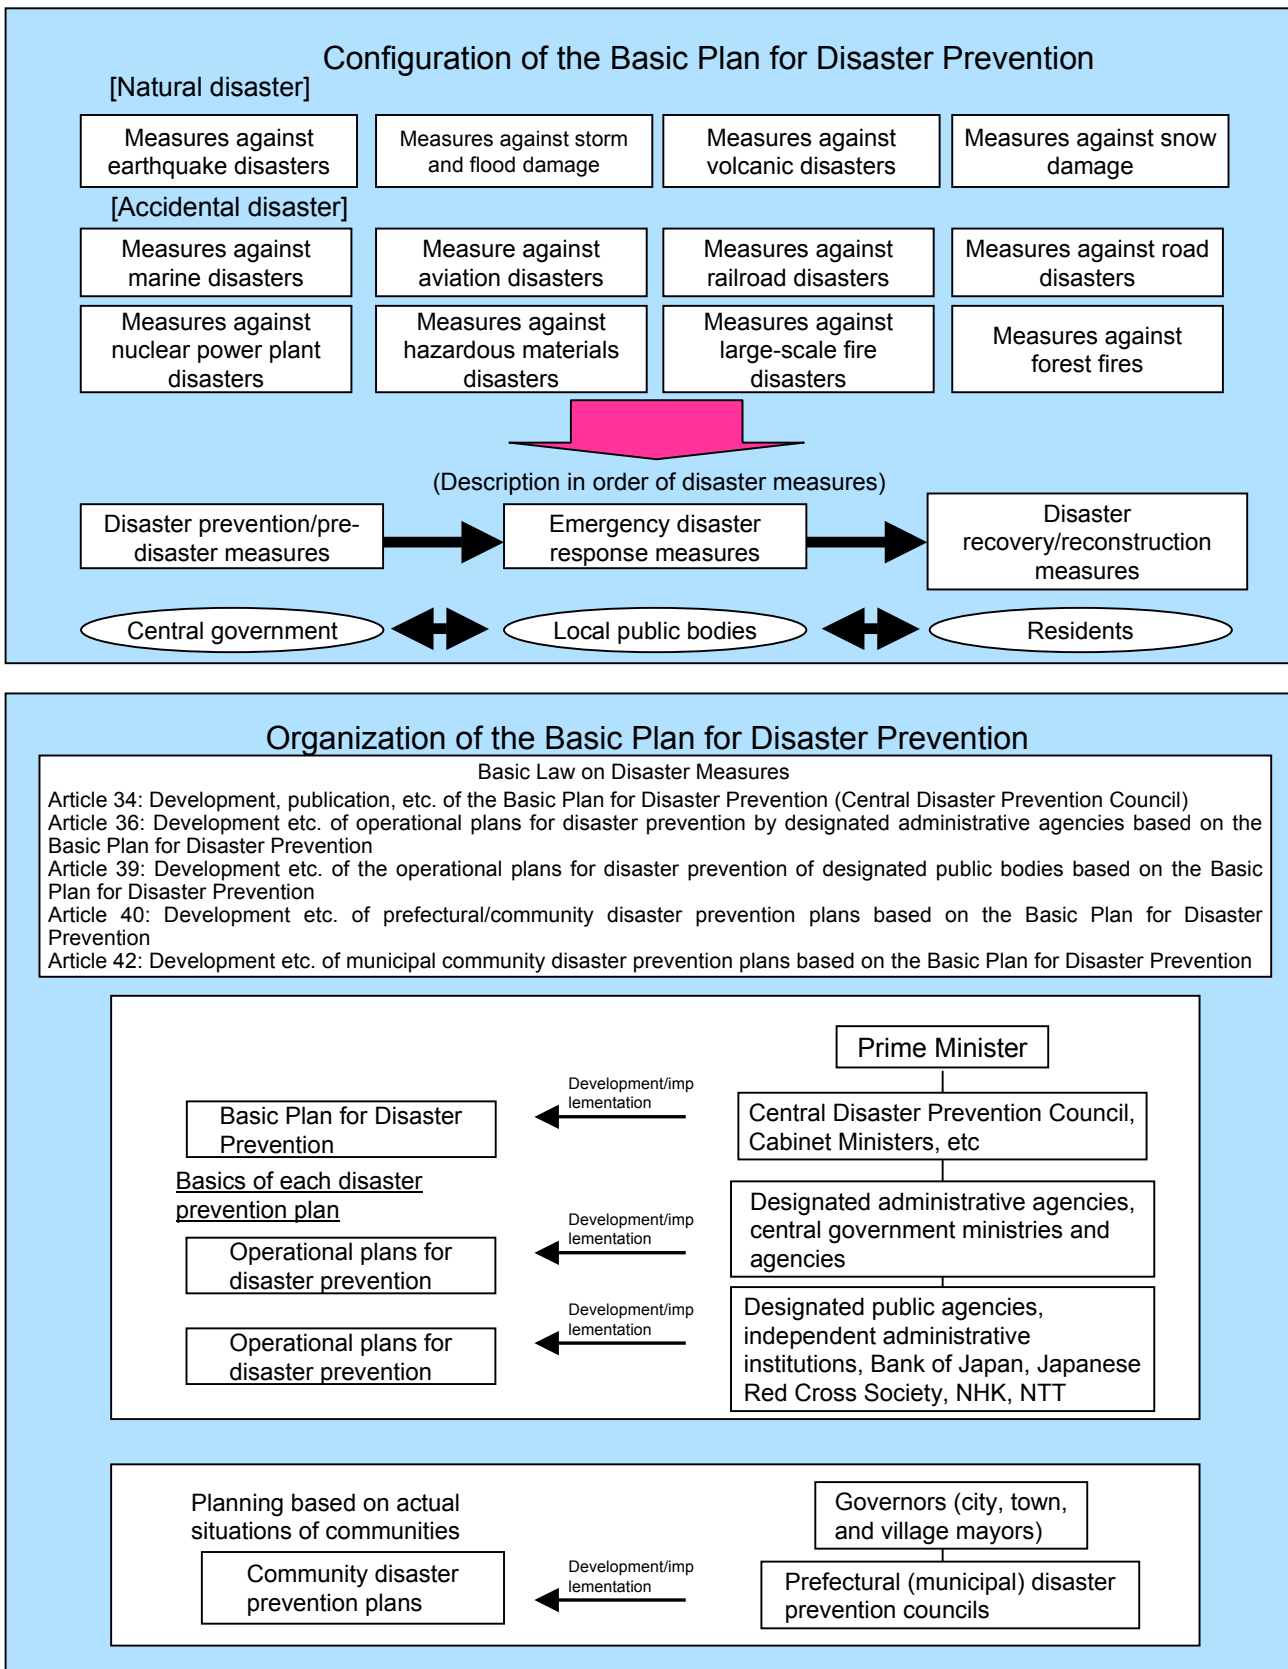 Configuration of the Basic Plan for Disaster Prevention
[Natural disaster]
Measures against
earthquake disasters
Measures against storm
and flood damage
Measures against
volcanic disasters
Measures against snow
damage
[Accidental disaster]
Measures against
marine disasters
Measure against
aviation disasters
Measures against
railroad disasters
Measures against road
disasters
Measures against
nuclear power plant
disasters
Measures against
hazardous materials
disasters
Measures against
large-scale fire
disasters
Measures against
forest fires
(Description in order of disaster measures)
Disaster prevention/pre-
disaster measures
Emergency disaster
response measures
Disaster
recovery/reconstruction
measures
Central government
Local public bodies
Residents
Organization of the Basic Plan for Disaster Prevention
Basic Law on Disaster Measures
Article 34: Development, publication, etc. of the Basic Plan for Disaster Prevention (Central Disaster Prevention Council)
Article 36: Development etc. of operational plans for disaster prevention by designated administrative agencies based on the
Basic Plan for Disaster Prevention
Article 39: Development etc. of the operational plans for disaster prevention of designated public bodies based on the Basic
Plan for Disaster Prevention
Article 40: Development etc. of prefectural/community disaster prevention plans based on the Basic Plan for Disaster
Prevention
Article 42: Development etc. of municipal community disaster prevention plans based on the Basic Plan for Disaster Prevention
Prime Minister
Basic Plan for Disaster
Prevention
Development/imp
lementation
Central Disaster Prevention Council,
Cabinet Ministers, etc
Basics of each disaster
prevention plan
Operational plans for
disaster prevention
Development/imp
lementation
Designated administrative agencies,
central government ministries and
agencies
Operational plans for
disaster prevention
Development/imp
lementation
Designated public agencies,
independent administrative
institutions, Bank of Japan, Japanese
Red Cross Society, NHK, NTT
Planning based on actual
situations of communities
Governors (city, town,
and village mayors)
Community disaster
prevention plans
Development/imp
lementation
Prefectural (municipal) disaster
prevention councils